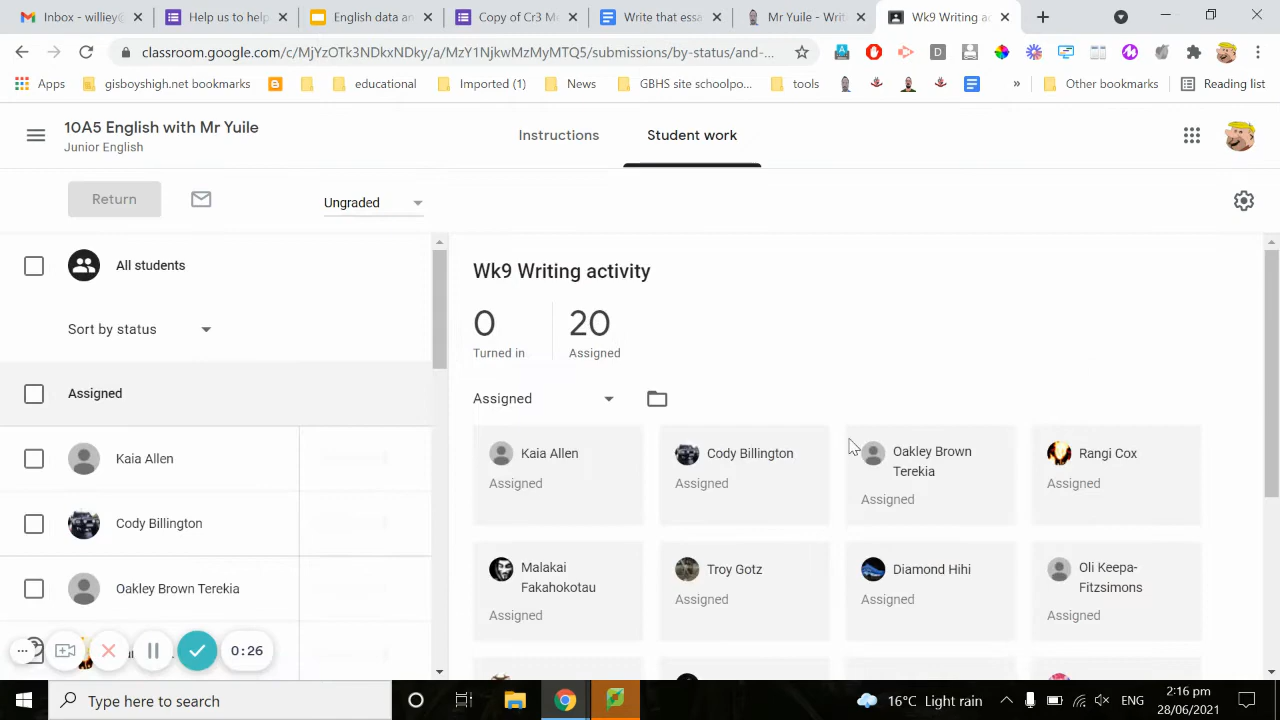 Inbox - williey@
Help us to help
English data an
Copy of Cr3 Mo
Write that essa
Mr Yuile - Writ
Wk9 Writing ac
classroom.google.com/c/MjYzOTk3NDkxNDky/a/MzY1NjkwMzMyMTQ5/submissions/by-status/and-...
Apps
gisboyshigh.net bookmarks
Educational
Imported (1)
News
GBHS site schoolpo...
tools
»
Other bookmarks
Reading list
10A5 English with Mr Yuile
Junior English
Instructions
Student work
Return
Ungraded
All students
Sort by status
Assigned
Kaia Allen
Cody Billington
Oakley Brown Terekia
Wk9 Writing activity
0
Turned in
20
Assigned
Assigned
Kaia Allen
Assigned
Cody Billington
Assigned
Oakley Brown
Terekia
Assigned
Rangi Cox
Assigned
Malakai
Fakahokotau
Assigned
Troy Gotz
Assigned
Diamond Hihi
Assigned
Oli Keepa-
Fitzsimons
Assigned
0:26
Type here to search
16°C Light rain
ENG
2:16 pm
28/06/2021